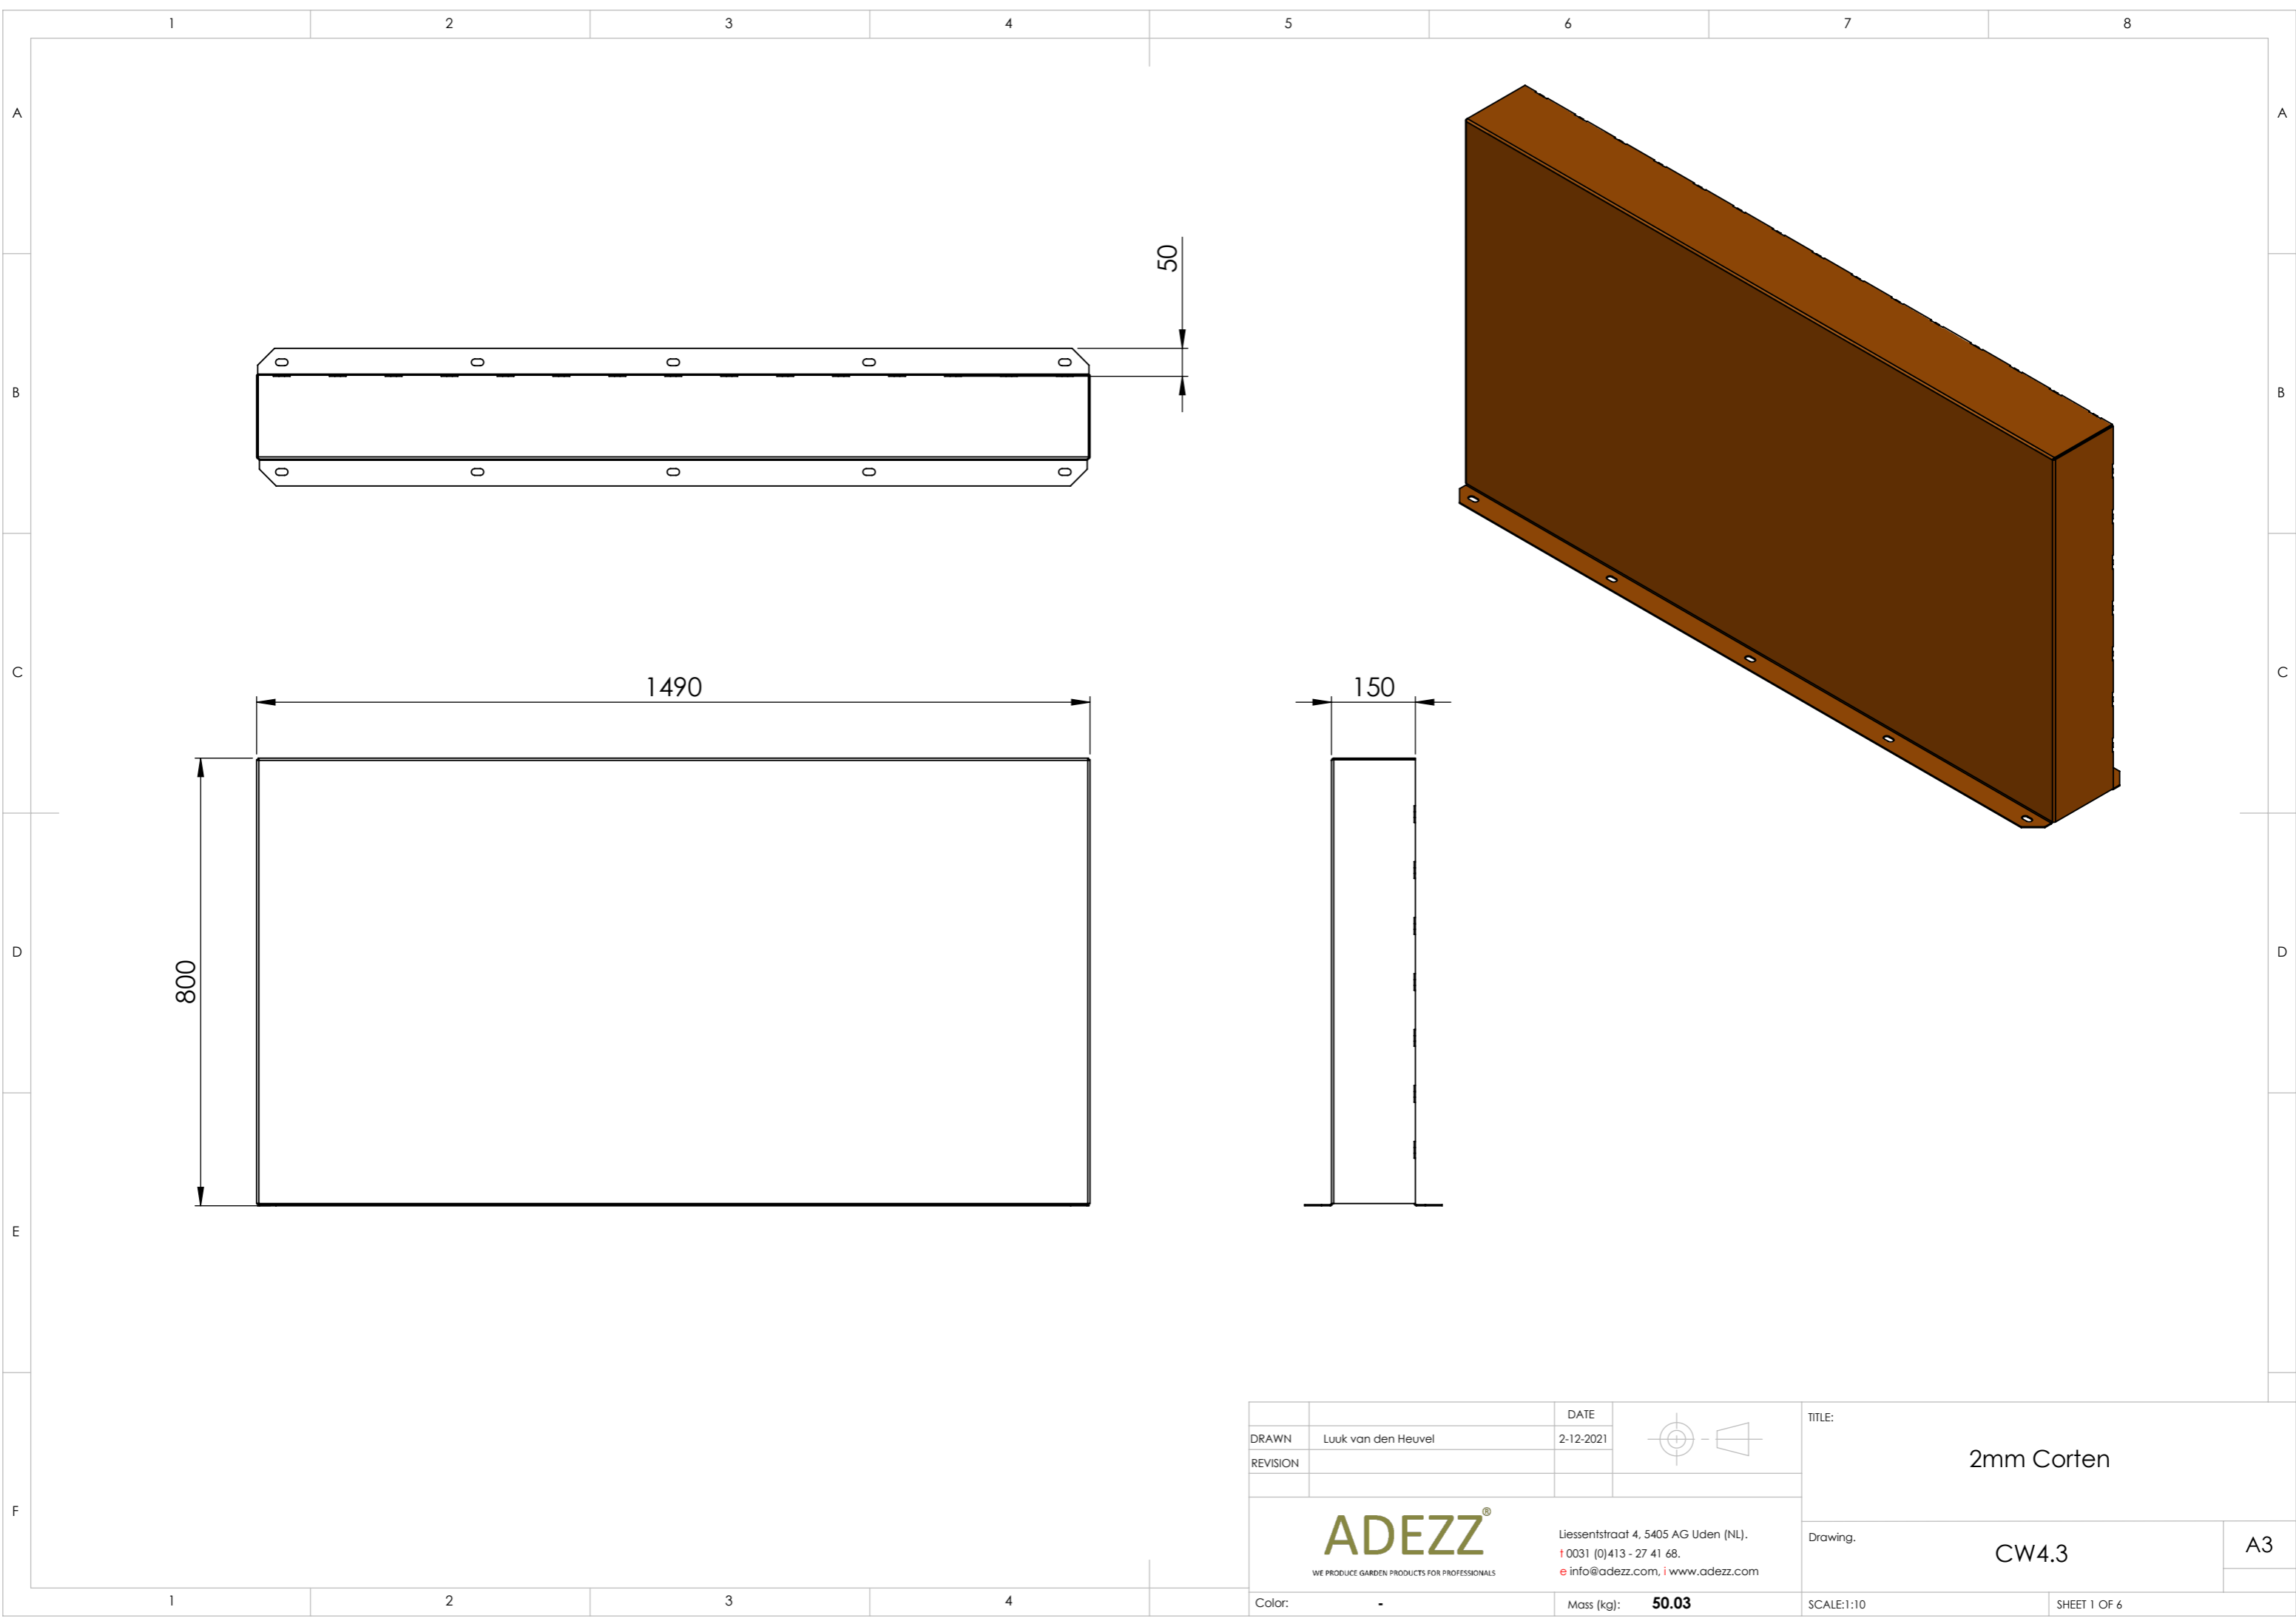 1 2 3 4 5 6 7 8
A A
B B
C C
D D
E
F
50
1490
150
800
DATE
DRAWN Luuk van den Heuvel 2-12-2021
REVISION
TITLE:
2mm Corten
ADEZZ®
WE PRODUCE GARDEN PRODUCTS FOR PROFESSIONALS
Liessentstraat 4, 5405 AG Uden (NL).
t 0031 (0)413 - 27 41 68.
e info@adezz.com, i www.adezz.com
Drawing.
CW4.3
A3
Color: -
Mass (kg): 50.03
SCALE:1:10
SHEET 1 OF 6
1 2 3 4